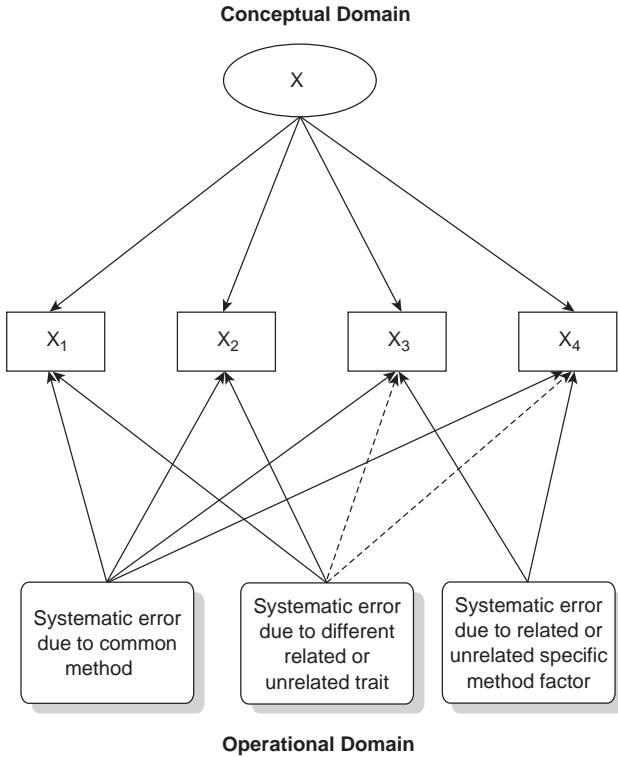 Conceptual Domain
X
X₁
X₂
X₃
X₄
Systematic error
due to common
method
Systematic error
due to different
related or
unrelated trait
Systematic error
due to related or
unrelated specific
method factor
Operational Domain